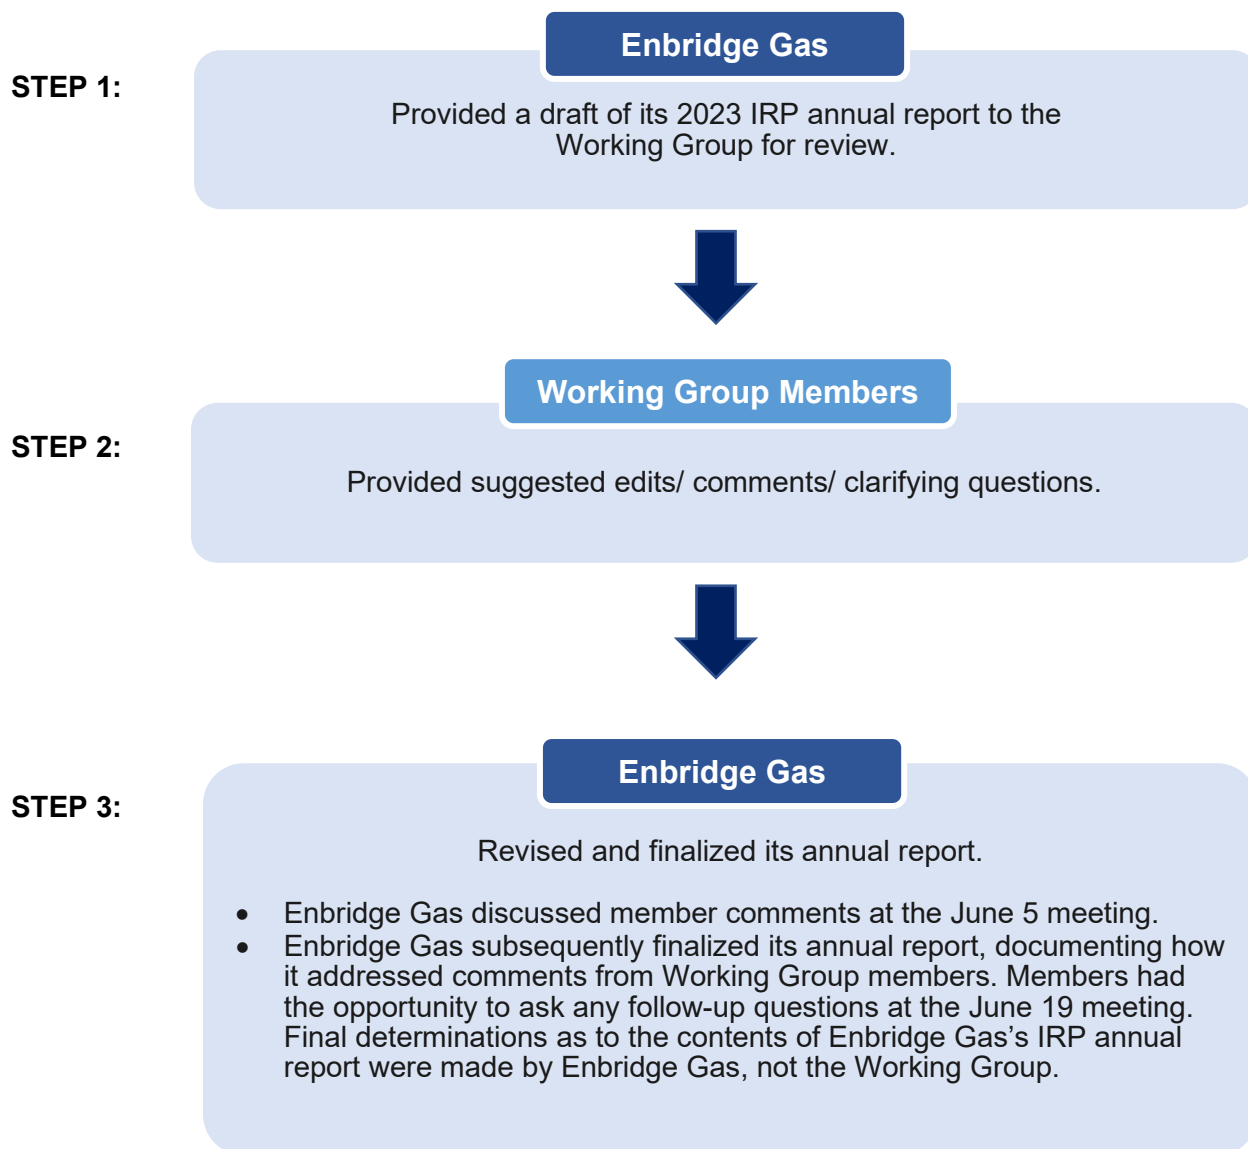 Enbridge Gas
STEP 1:
Provided a draft of its 2023 IRP annual report to the
Working Group for review.
Working Group Members
STEP 2:
Provided suggested edits/ comments/ clarifying questions.
Enbridge Gas
STEP 3:
Revised and finalized its annual report.
• Enbridge Gas discussed member comments at the June 5 meeting.
• Enbridge Gas subsequently finalized its annual report, documenting how
it addressed comments from Working Group members. Members had
the opportunity to ask any follow-up questions at the June 19 meeting.
Final determinations as to the contents of Enbridge Gas’s IRP annual
report were made by Enbridge Gas, not the Working Group.